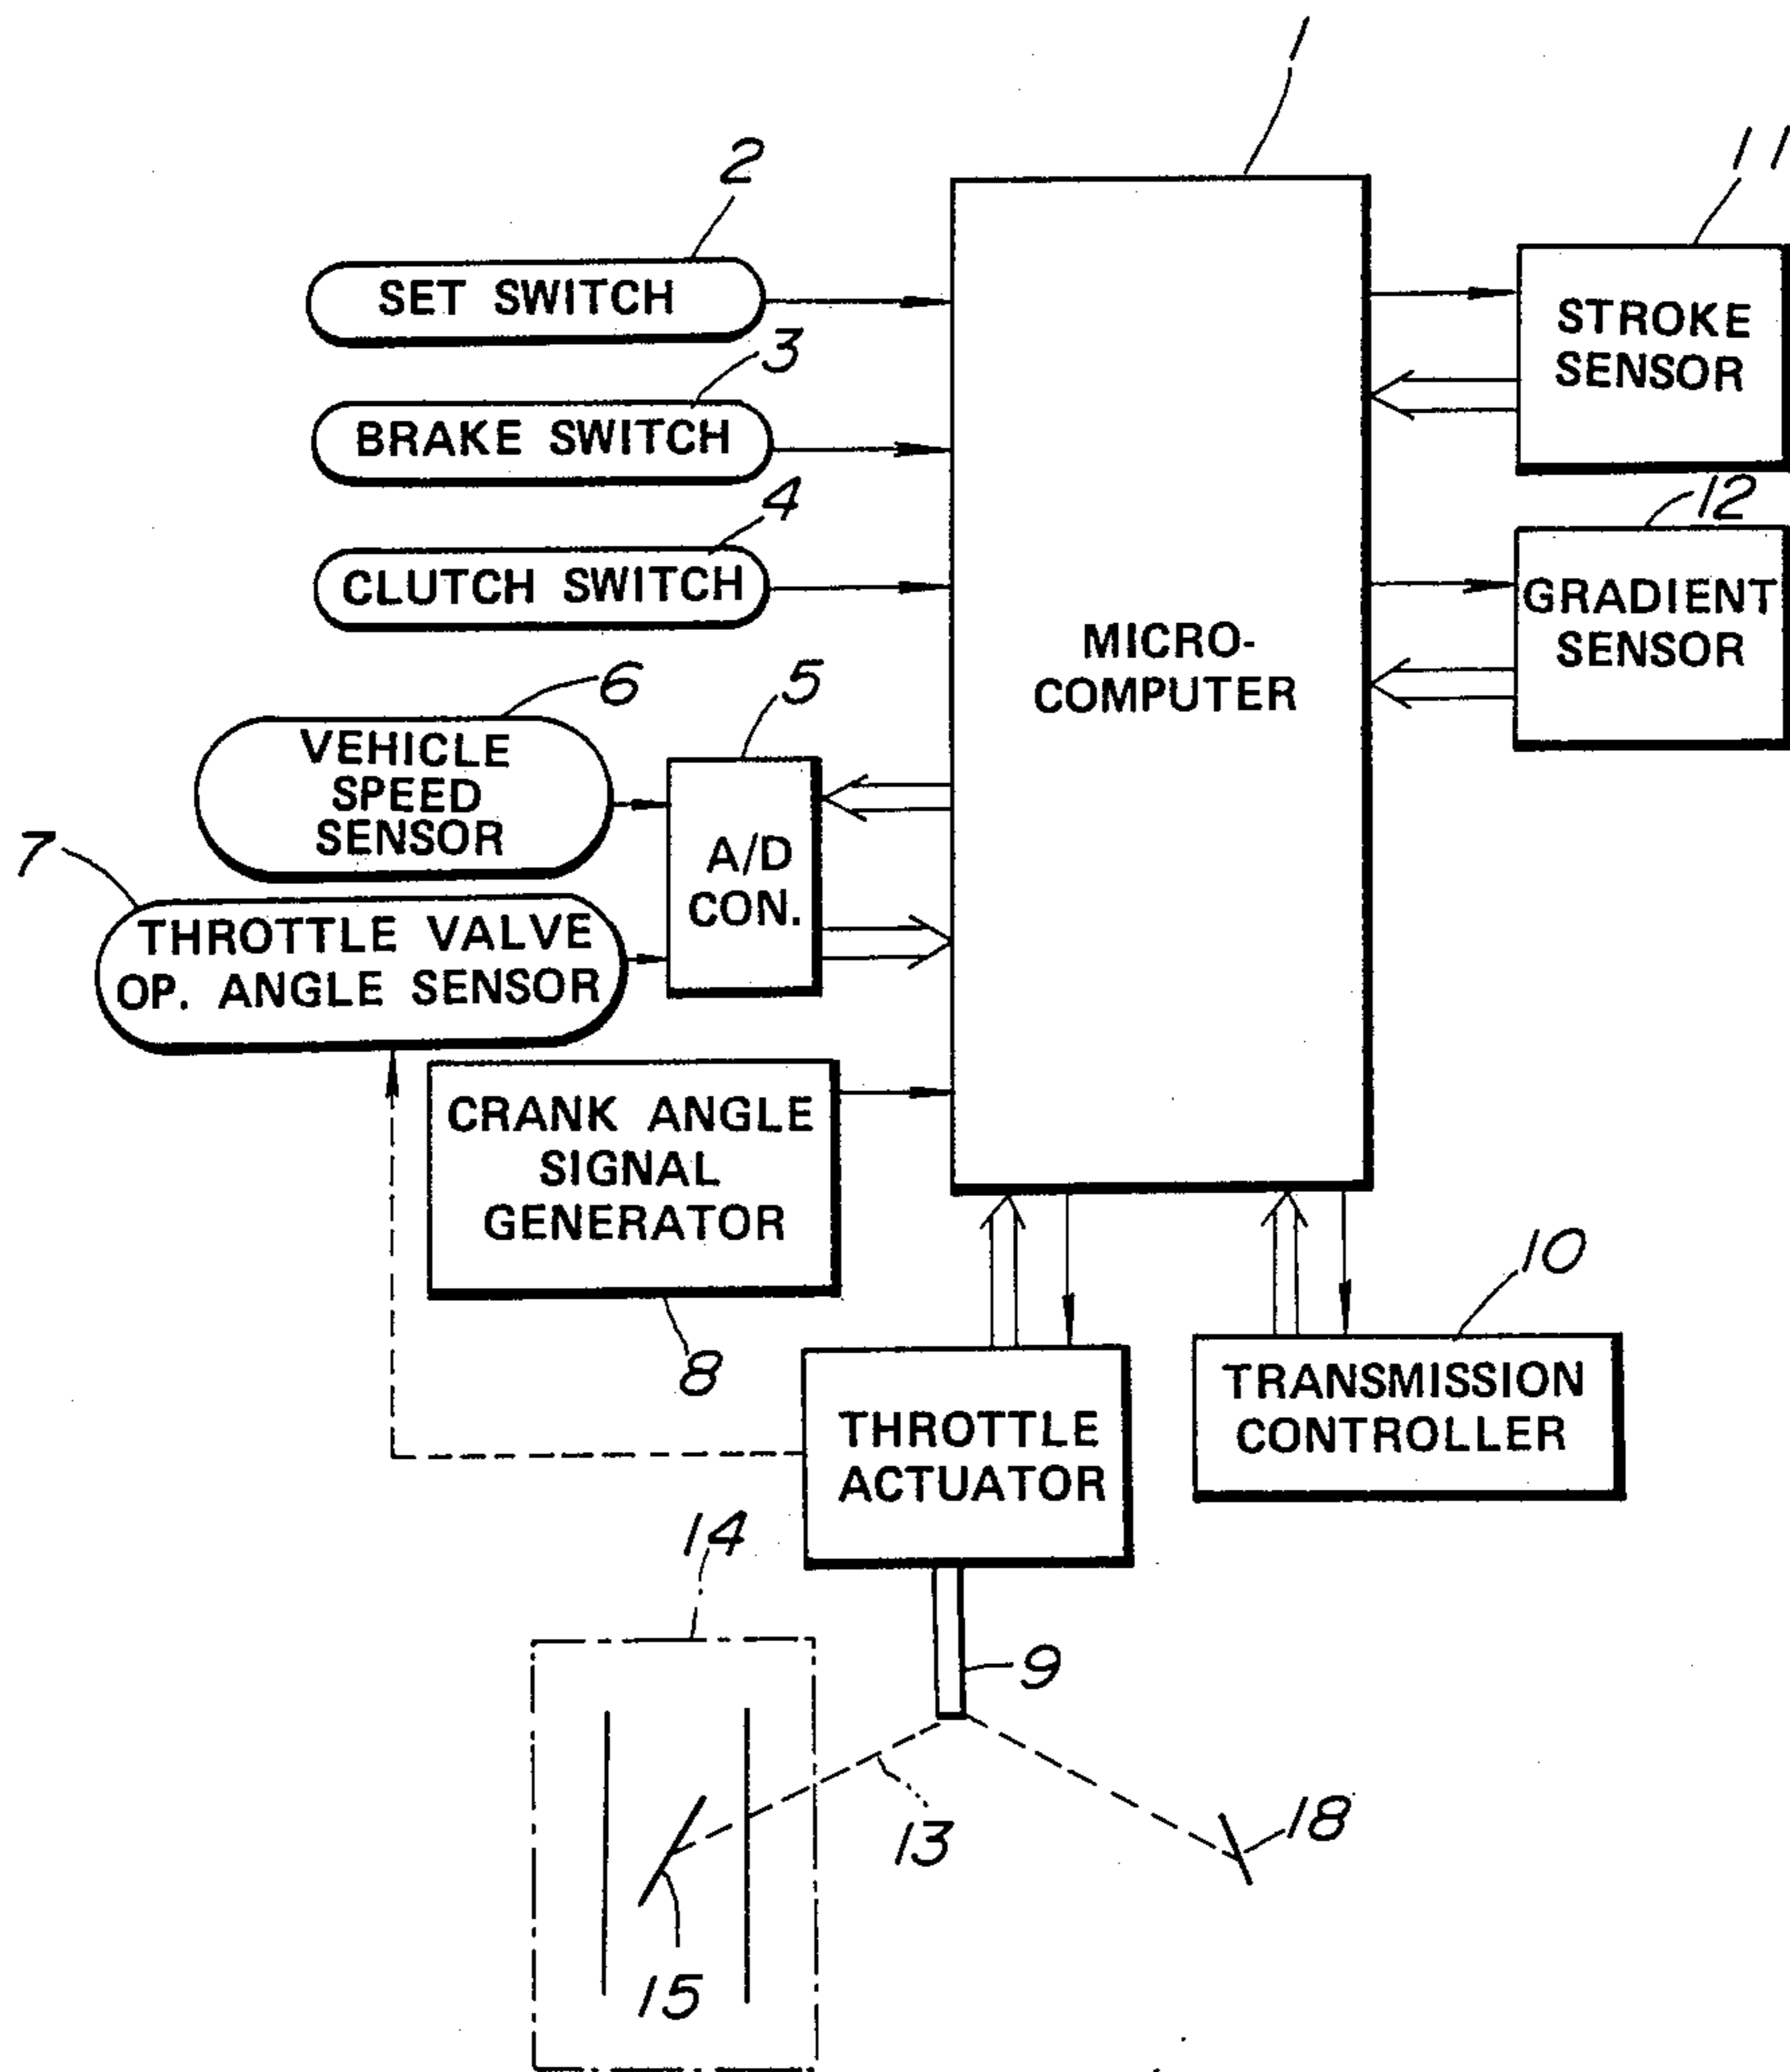 1
11
2
SET SWITCH
3
BRAKE SWITCH
4
CLUTCH SWITCH
STROKE
SENSOR
12
GRADIENT
SENSOR
MICRO-
COMPUTER
6
5
VEHICLE
SPEED
SENSOR
A/D
CON.
7
THROTTLE VALVE
OP. ANGLE SENSOR
CRANK ANGLE
SIGNAL
GENERATOR
8
10
TRANSMISSION
CONTROLLER
THROTTLE
ACTUATOR
14
9
13
18
15